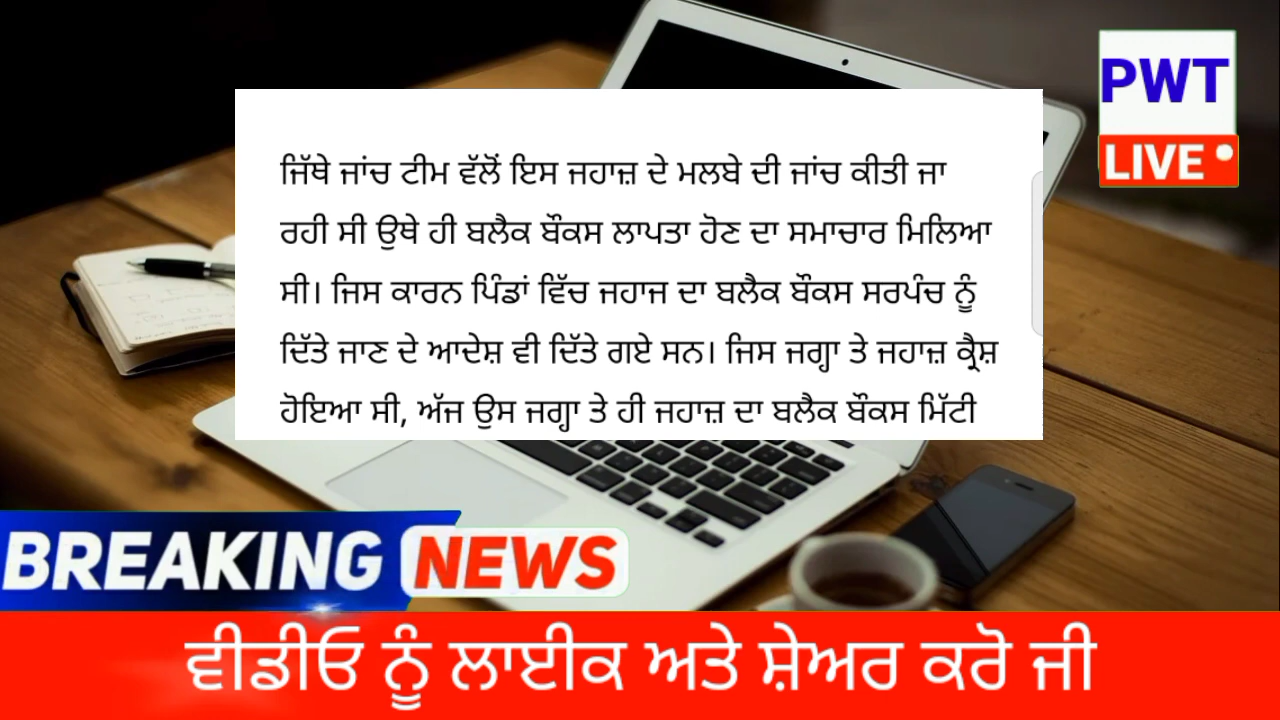 PWT
LIVE
ਜਿੱਥੇ ਜਾਂਚ ਟੀਮ ਵੱਲੋਂ ਇਸ ਜਹਾਜ਼ ਦੇ ਮਲਬੇ ਦੀ ਜਾਂਚ ਕੀਤੀ ਜਾ
ਰਹੀ ਸੀ ਉਥੇ ਹੀ ਬਲੈਕ ਬੌਕਸ ਲਾਪਤਾ ਹੋਣ ਦਾ ਸਮਾਚਾਰ ਮਿਲਿਆ
ਸੀ। ਜਿਸ ਕਾਰਨ ਪਿੰਡਾਂ ਵਿੱਚ ਜਹਾਜ ਦਾ ਬਲੈਕ ਬੌਕਸ ਸਰਪੰਚ ਨੂੰ
ਦਿੱਤੇ ਜਾਣ ਦੇ ਆਦੇਸ਼ ਵੀ ਦਿੱਤੇ ਗਏ ਸਨ। ਜਿਸ ਜਗ੍ਹਾ ਤੇ ਜਹਾਜ਼ ਕ੍ਰੈਸ਼
ਹੋਇਆ ਸੀ, ਅੱਜ ਉਸ ਜਗ੍ਹਾ ਤੇ ਹੀ ਜਹਾਜ਼ ਦਾ ਬਲੈਕ ਬੌਕਸ ਮਿੱਟੀ
BREAKING NEWS
ਵੀਡੀਓ ਨੂੰ ਲਾਈਕ ਅਤੇ ਸ਼ੇਅਰ ਕਰੋ ਜੀ